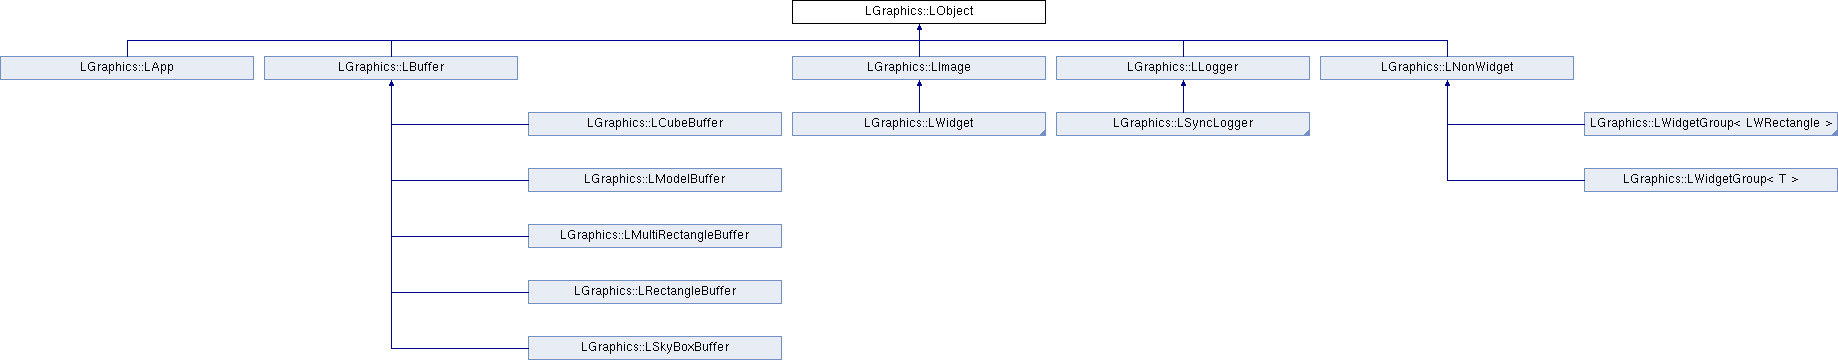 LGraphics::LObject
LGraphics::LApp
LGraphics::LBuffer
LGraphics::LImage
LGraphics::LLogger
LGraphics::LNonWidget
LGraphics::LCubeBuffer
LGraphics::LWidget
LGraphics::LSyncLogger
LGraphics::LWidgetGroup< LWRectangle >
LGraphics::LModelBuffer
LGraphics::LWidgetGroup< T >
LGraphics::LMultiRectangleBuffer
LGraphics::LRectangleBuffer
LGraphics::LSkyBoxBuffer